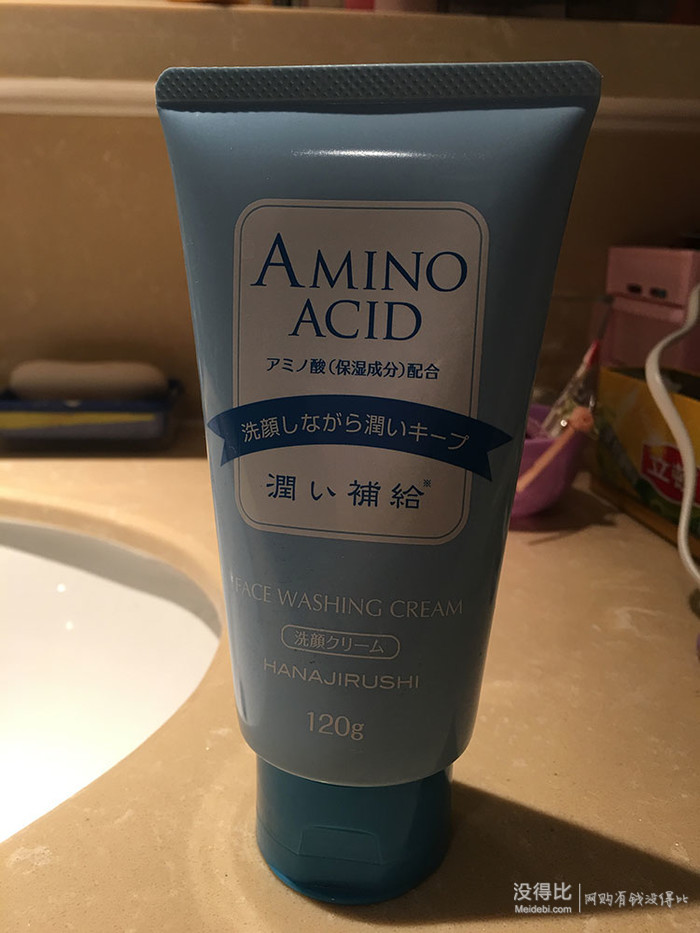 AMINO
ACID
アミノ酸(保湿成分)配合
洗顔しながら潤いキープ
潤い補給※
FACE WASHING CREAM
洗顔クリーム
HANAJIRUSHI
120g
立顿
没得比
Meidebi.com
网购有钱没得比